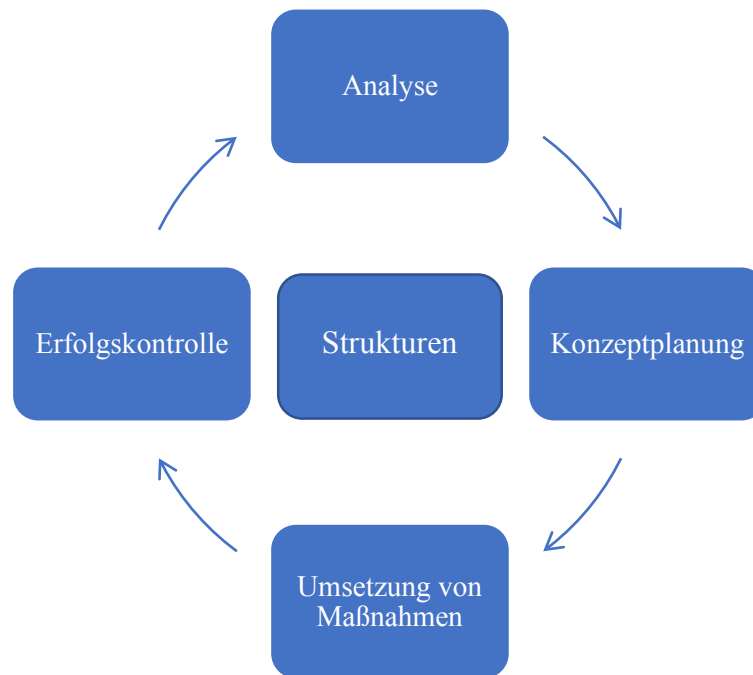 Analyse
Erfolgskontrolle
Strukturen
Konzeptplanung
Umsetzung von
Maßnahmen